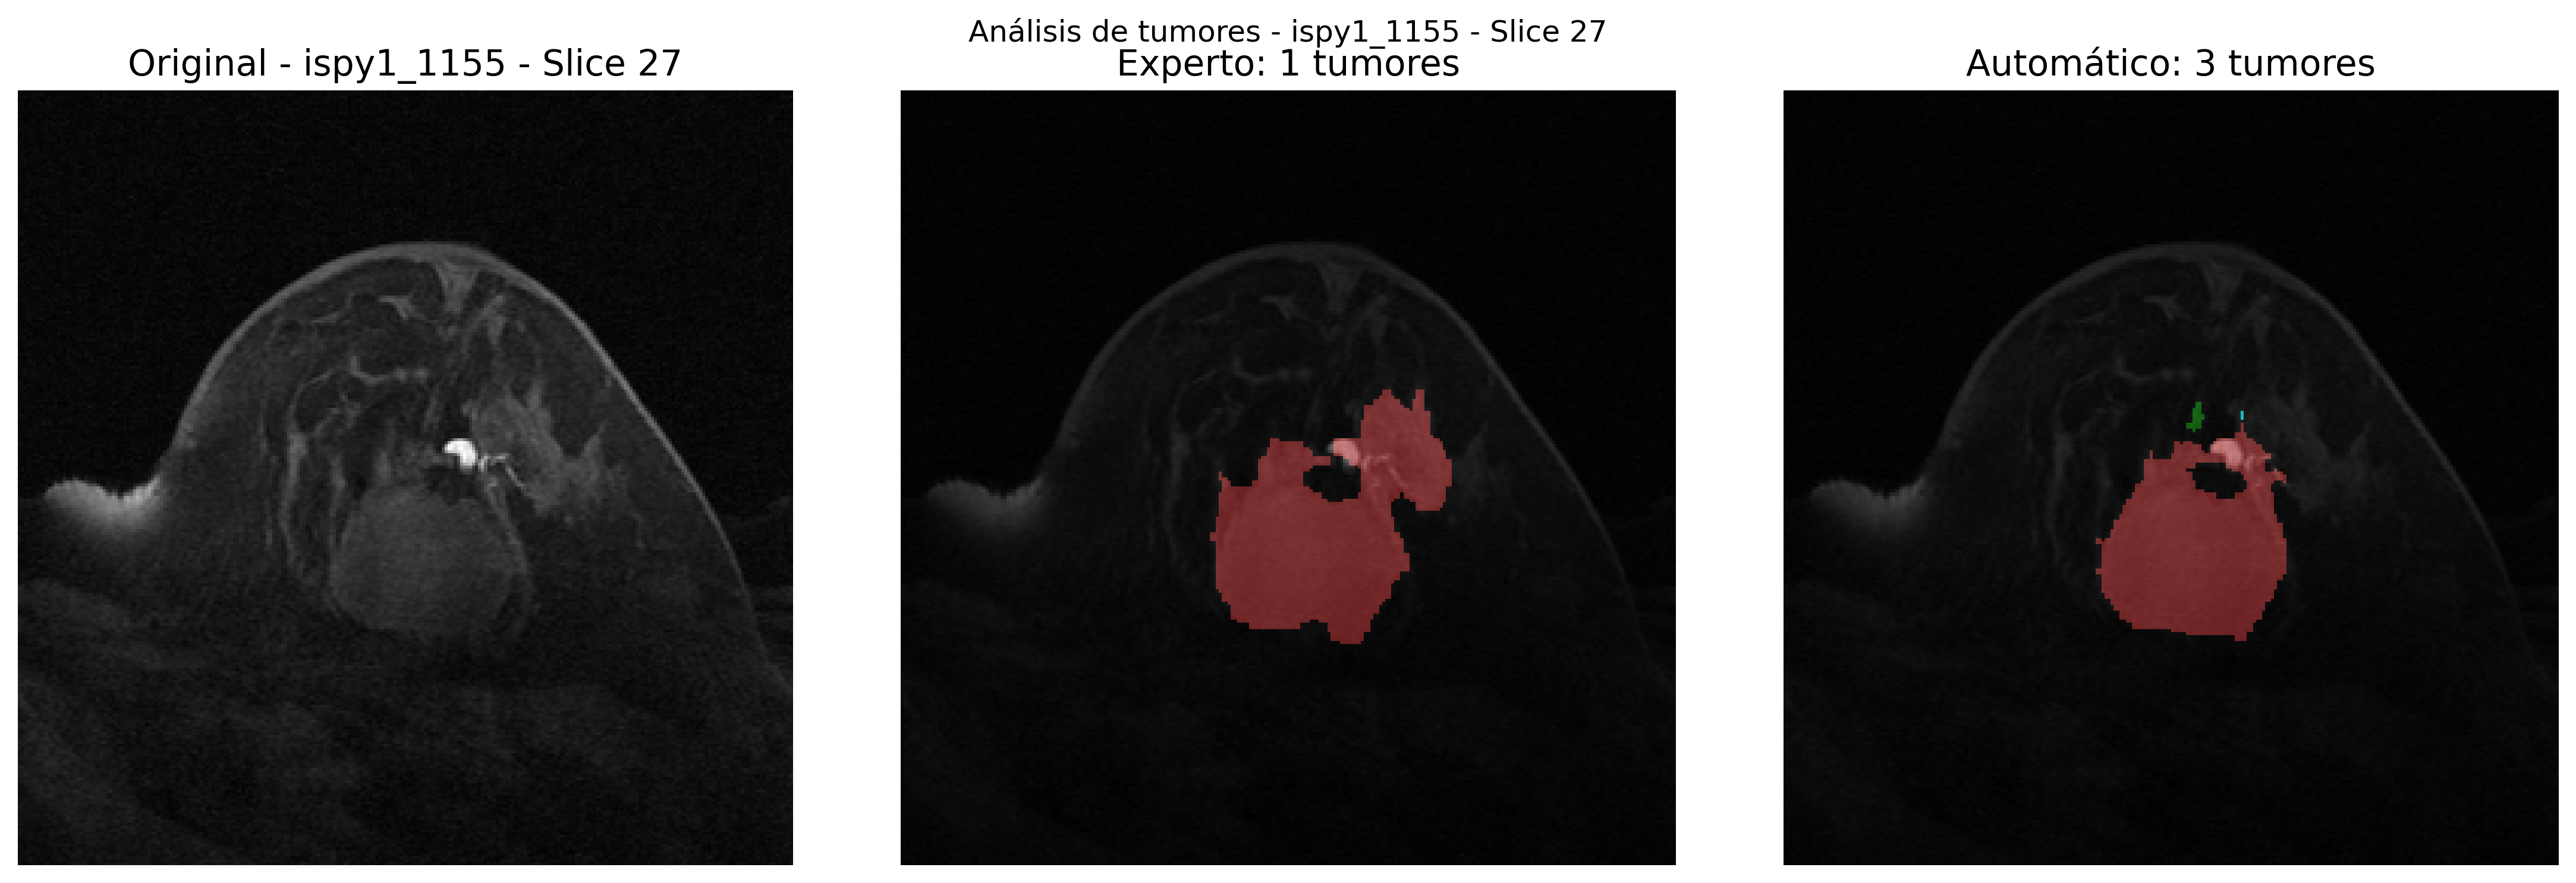 Análisis de tumores - ispy1_1155 - Slice 27
Original - ispy1_1155 - Slice 27
Experto: 1 tumores
Automático: 3 tumores